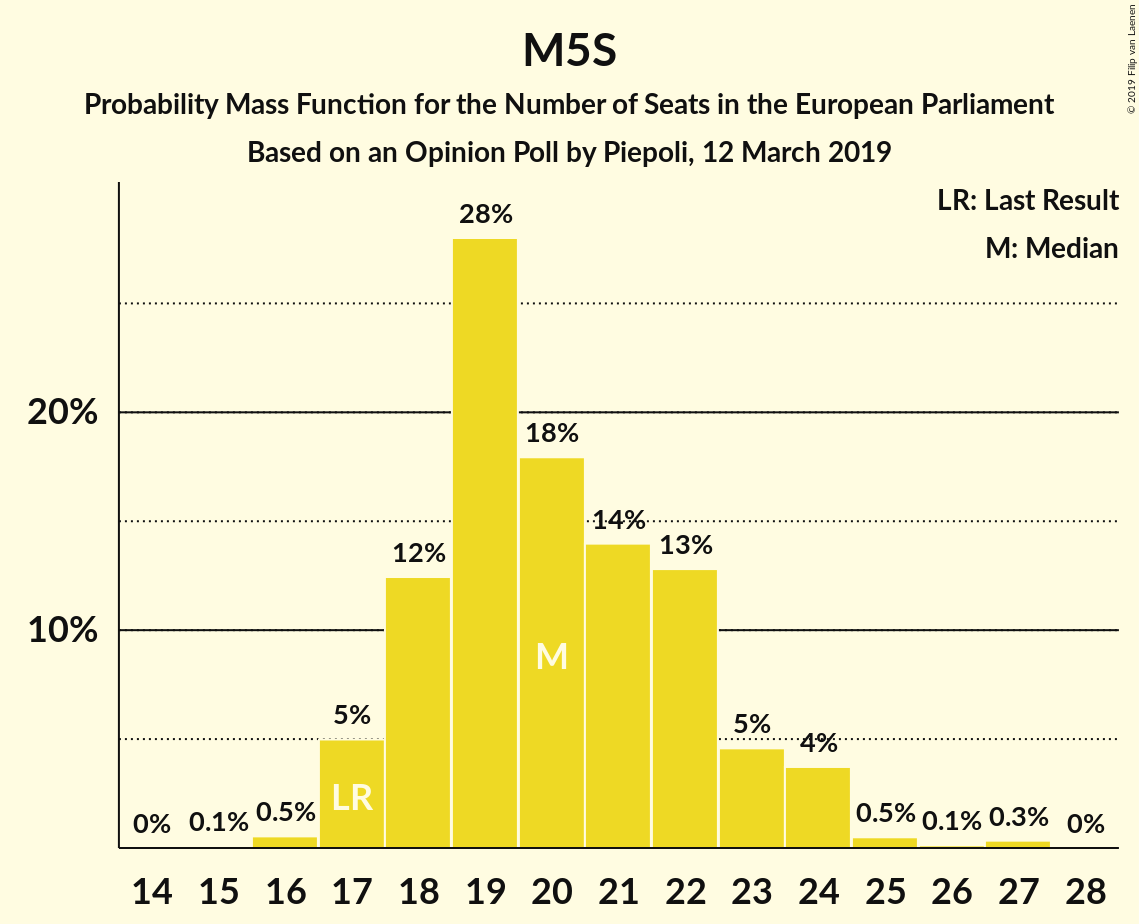 M5S
Probability Mass Function for the Number of Seats in the European Parliament
Based on an Opinion Poll by Piepoli, 12 March 2019
© 2019 Filip van Laenen
LR: Last Result
M: Median
28%
20%
18%
14%
13%
12%
10%
M
5%
5%
4%
LR
0%
0.1%
0.5%
0.5%
0.1%
0.3%
0%
14 15 16 17 18 19 20 21 22 23 24 25 26 27 28